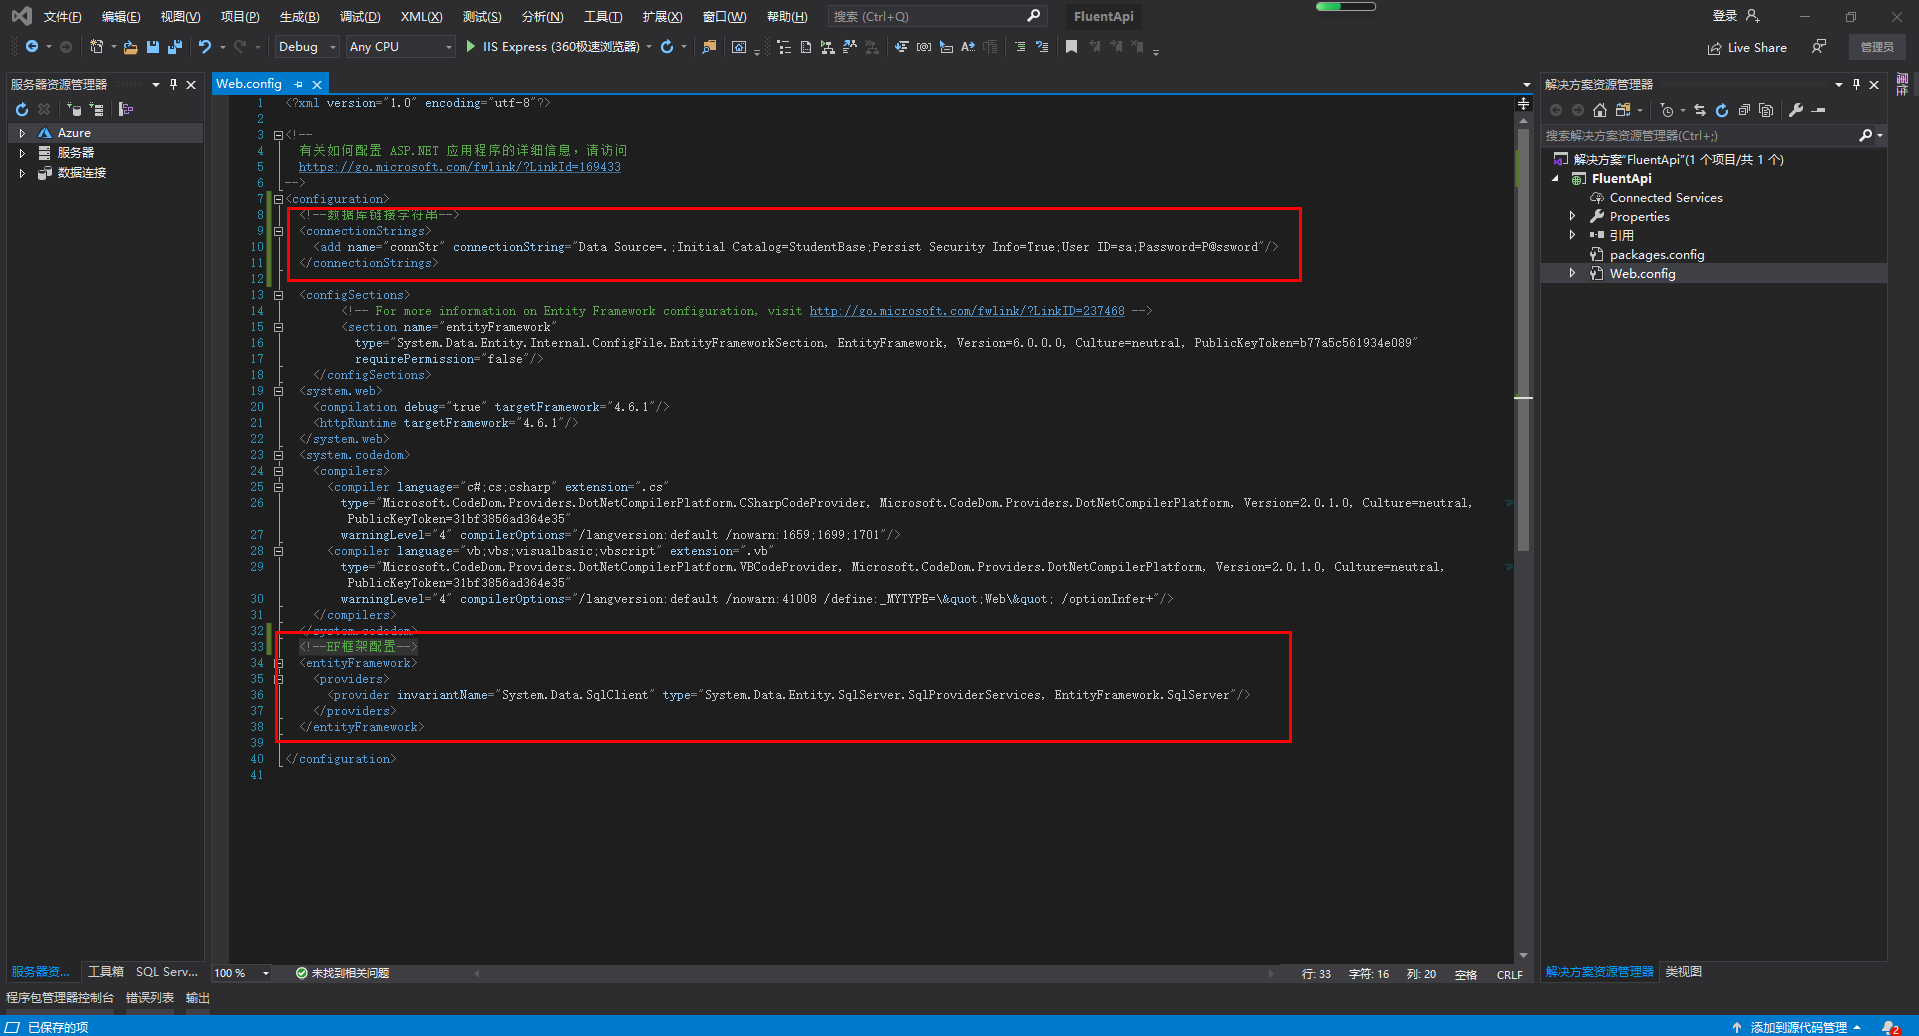 文件(F) 编辑(E) 视图(V) 项目(P) 生成(B) 调试(D) XML(X) 测试(S) 分析(N) 工具(T) 扩展(X) 窗口(W) 帮助(H) 搜索 (Ctrl+Q) FluentApi 登录
Debug Any CPU IIS Express (360极速浏览器) Live Share 管理员
服务器资源管理器
Azure
服务器
数据连接
Web.config
1 <?xml version="1.0" encoding="utf-8"?>
2
3 <!--
4 有关如何配置 ASP.NET 应用程序的详细信息，请访问
5 https://go.microsoft.com/fwlink/?LinkId=169433
6 -->
7 <configuration>
8 <!--数据库链接字符串-->
9 <connectionStrings>
10 <add name="connStr" connectionString="Data Source=.;Initial Catalog=StudentBase;Persist Security Info=True;User ID=sa;Password=P@ssword"/>
11 </connectionStrings>
12
13 <configSections>
14 <!-- For more information on Entity Framework configuration, visit http://go.microsoft.com/fwlink/?LinkID=237468 -->
15 <section name="entityFramework"
16 type="System.Data.Entity.Internal.ConfigFile.EntityFrameworkSection, EntityFramework, Version=6.0.0.0, Culture=neutral, PublicKeyToken=b77a5c561934e089"
17 requirePermission="false"/>
18 </configSections>
19 <system.web>
20 <compilation debug="true" targetFramework="4.6.1"/>
21 <httpRuntime targetFramework="4.6.1"/>
22 </system.web>
23 <system.codedom>
24 <compilers>
25 <compiler language="c#;cs;csharp" extension=".cs"
26 type="Microsoft.CodeDom.Providers.DotNetCompilerPlatform.CSharpCodeProvider, Microsoft.CodeDom.Providers.DotNetCompilerPlatform, Version=2.0.1.0, Culture=neutral,
PublicKeyToken=31bf3856ad364e35"
27 warningLevel="4" compilerOptions="/langversion:default /nowarn:1659;1699;1701"/>
28 <compiler language="vb;vbs;visualbasic;vbscript" extension=".vb"
29 type="Microsoft.CodeDom.Providers.DotNetCompilerPlatform.VBCodeProvider, Microsoft.CodeDom.Providers.DotNetCompilerPlatform, Version=2.0.1.0, Culture=neutral,
PublicKeyToken=31bf3856ad364e35"
30 warningLevel="4" compilerOptions="/langversion:default /nowarn:41008 /define:_MYTYPE=\&quot;Web\&quot; /optionInfer+"/>
31 </compilers>
32 </system.codedom>
33 <!--EF框架配置-->
34 <entityFramework>
35 <providers>
36 <provider invariantName="System.Data.SqlClient" type="System.Data.Entity.SqlServer.SqlProviderServices, EntityFramework.SqlServer"/>
37 </providers>
38 </entityFramework>
39
40 </configuration>
41
解决方案资源管理器
搜索解决方案资源管理器(Ctrl+;)
解决方案"FluentApi"(1 个项目/共 1 个)
FluentApi
Connected Services
Properties
引用
packages.config
Web.config
属性
服务器资... 工具箱 SQL Serv...
100 % 未找到相关问题 行: 33 字符: 16 列: 20 空格 CRLF
解决方案资源管理器 类视图
程序包管理器控制台 错误列表 输出
已保存的项 添加到源代码管理 2